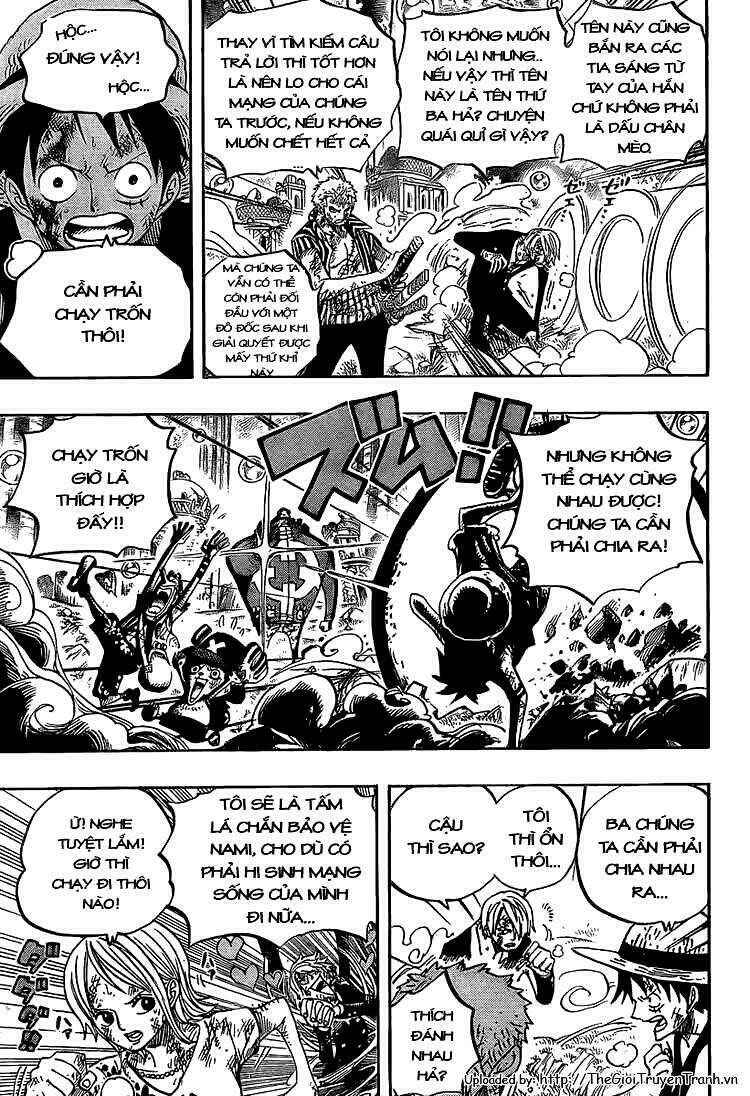 TÊN NÀY CŨNG
BẮN RA CÁC
TIA SÁNG TỪ
TAY CỦA HẮN
CHỨ KHÔNG PHẢI
LÀ DẤU CHÂN
MÈO.
TÔI KHÔNG MUỐN
NÓI LẠI NHƯNG..
NẾU VẬY THÌ TÊN
NÀY LÀ TÊN THỨ
BA HẢ? CHUYỆN
QUÁI QUỈ GÌ VẬY?
THAY VÌ TÌM KIẾM CÂU
TRẢ LỜI THÌ TỐT HƠN
LÀ NÊN LO CHO CÁI
MẠNG CỦA CHÚNG
TA TRƯỚC, NẾU KHÔNG
MUỐN CHẾT HẾT CẢ
ゼェ
ゼェ
MÀ CHÚNG TA
VẪN CÓ THỂ
CÒN PHẢI ĐỐI
ĐẦU VỚI MỘT
ĐÔ ĐỐC SAU KHI
GIẢI QUYẾT ĐƯỢC
MẤY THỨ KHỈ
NÀY
HỘC...
ĐÚNG VẬY!
HỘC...
CẦN PHẢI
CHẠY TRỐN
THÔI!
NHƯNG KHÔNG
THỂ CHẠY CÙNG
NHAU ĐƯỢC!
CHÚNG TA CẦN
PHẢI CHIA RA!
ズム!!
CHẠY TRỐN
GIỜ LÀ
THÍCH HỢP
ĐẤY!!
BA CHÚNG
TA CẦN PHẢI
CHIA NHAU
RA...
TÔI
THÌ ỔN
THÔI...
CẬU
THÌ SAO?
THÍCH
ĐÁNH
NHAU
HẢ?
TÔI SẼ LÀ TẤM
LÁ CHẮN BẢO VỆ
NAMI, CHO DÙ CÓ
PHẢI HI SINH MẠNG
SỐNG CỦA MÌNH
ĐI NỮA...
Ừ! NGHE
TUYỆT LẮM!
GIỜ THÌ
CHẠY ĐI THÔI
NÀO!
Uploaded by: http://TheGioiTruyenTranh.vn